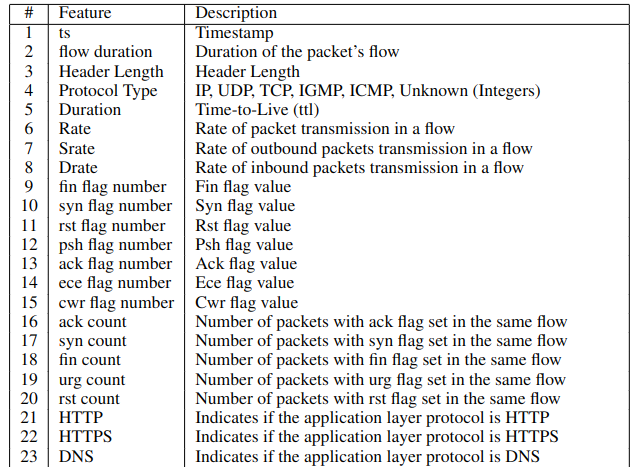 # Feature Description
1 ts Timestamp
2 flow duration Duration of the packet's flow
3 Header Length Header Length
4 Protocol Type IP, UDP, TCP, IGMP, ICMP, Unknown (Integers)
5 Duration Time-to-Live (ttl)
6 Rate Rate of packet transmission in a flow
7 Srate Rate of outbound packets transmission in a flow
8 Drate Rate of inbound packets transmission in a flow
9 fin flag number Fin flag value
10 syn flag number Syn flag value
11 rst flag number Rst flag value
12 psh flag number Psh flag value
13 ack flag number Ack flag value
14 ece flag number Ece flag value
15 cwr flag number Cwr flag value
16 ack count Number of packets with ack flag set in the same flow
17 syn count Number of packets with syn flag set in the same flow
18 fin count Number of packets with fin flag set in the same flow
19 urg count Number of packets with urg flag set in the same flow
20 rst count Number of packets with rst flag set in the same flow
21 HTTP Indicates if the application layer protocol is HTTP
22 HTTPS Indicates if the application layer protocol is HTTPS
23 DNS Indicates if the application layer protocol is DNS